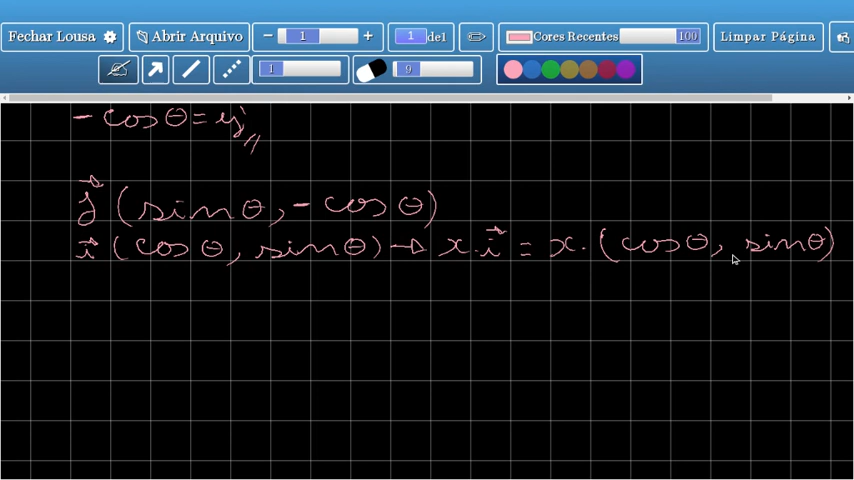 Fechar Lousa Abrir Arquivo − 1 + 1 de1 Cores Recentes 100 Limpar Página
1 9
- cos θ = yj //
j⃗ (sin θ, - cos θ)
i⃗ (cos θ, sin θ) → x.i⃗ = x.(cos θ, sin θ)